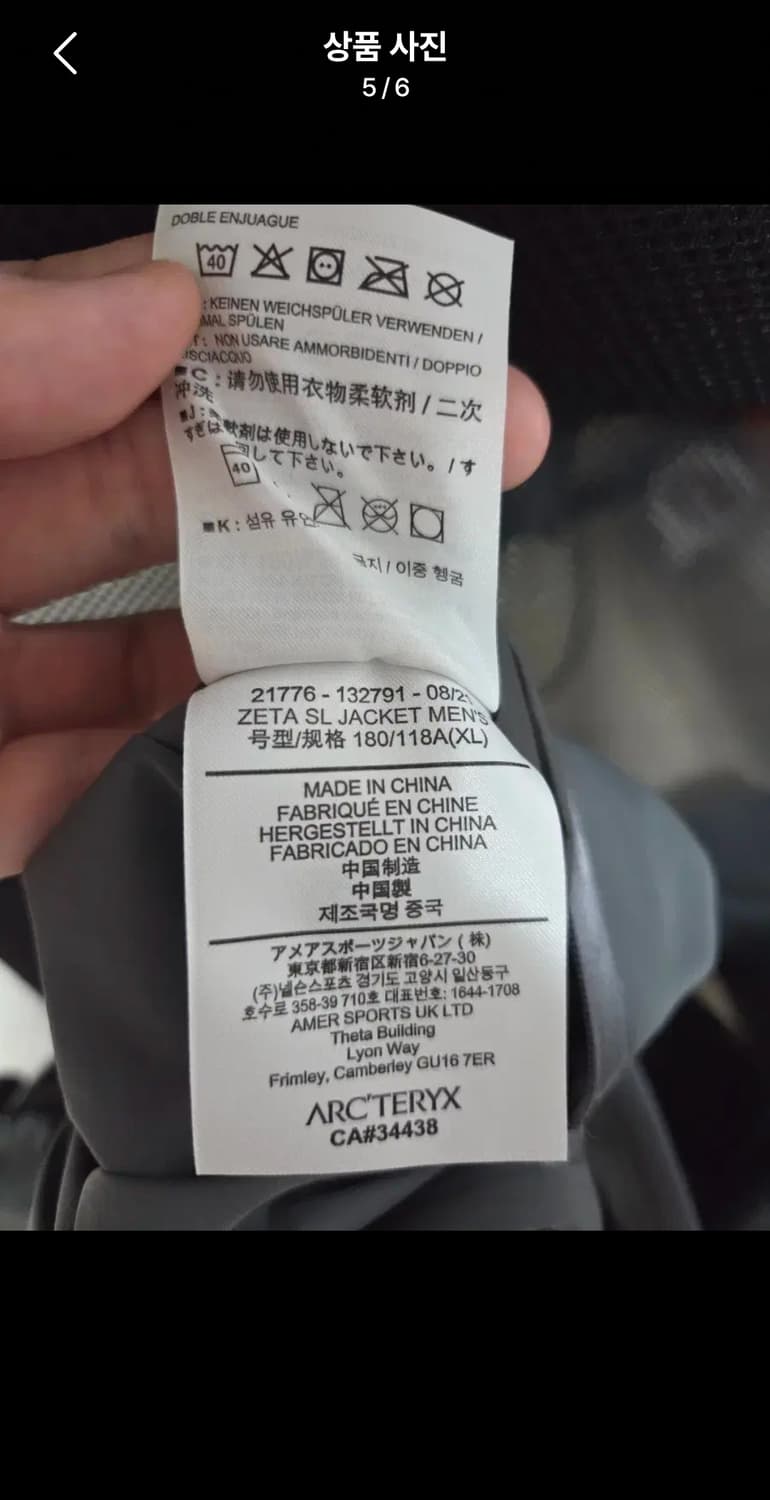 상품 사진
5/6
DOBLE ENJUAGUE
40
: KEINEN WEICHSPÜLER VERWENDEN /
SPÜLEN
NON USARE AMMORBIDENTI / DOPPIO
C : 请勿使用衣物柔软剂 / 二次
冲洗
■J:
すぎは 剤は使用しないで下さい。/ す
して下さい。
40
■K : 섬유
금지 / 이중 헹굼
21776 - 132791 - 08/2
ZETA SL JACKET MEN'S
号型/规格 180/118A(XL)
MADE IN CHINA
FABRIQUÉ EN CHINE
HERGESTELLT IN CHINA
FABRICADO EN CHINA
中国制造
中国製
제조국명 중국
アメアスポーツジャパン ( 株)
東京都新宿区新宿6-27-30
(주)넬슨스포츠 경기도 고양시 일산동구
호수로 358-39 710호 대표번호: 1644-1708
AMER SPORTS UK LTD
Theta Building
Lyon Way
Frimley, Camberley GU16 7ER
ARC'TERYX
CA#34438